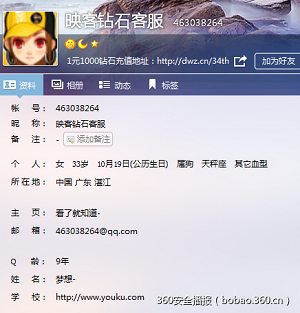 映客钻石客服 463038264
1元1000钻石充值地址：http://dwz.cn/34th
加为好友
资料 相册 动态 标签
帐 号： 463038264
昵 称： 映客钻石客服
备 注： - 添加备注
个 人： 女 33岁 10月19日(公历生日) 属狗 天秤座 其它血型
所在地： 中国 广东 湛江
主 页： 看了就知道-
邮 箱： 463038264@qq.com
Q 龄： 9年
姓 名： 梦想-
学 校： http://www.youku.com
360安全播报（bobao.360.cn）